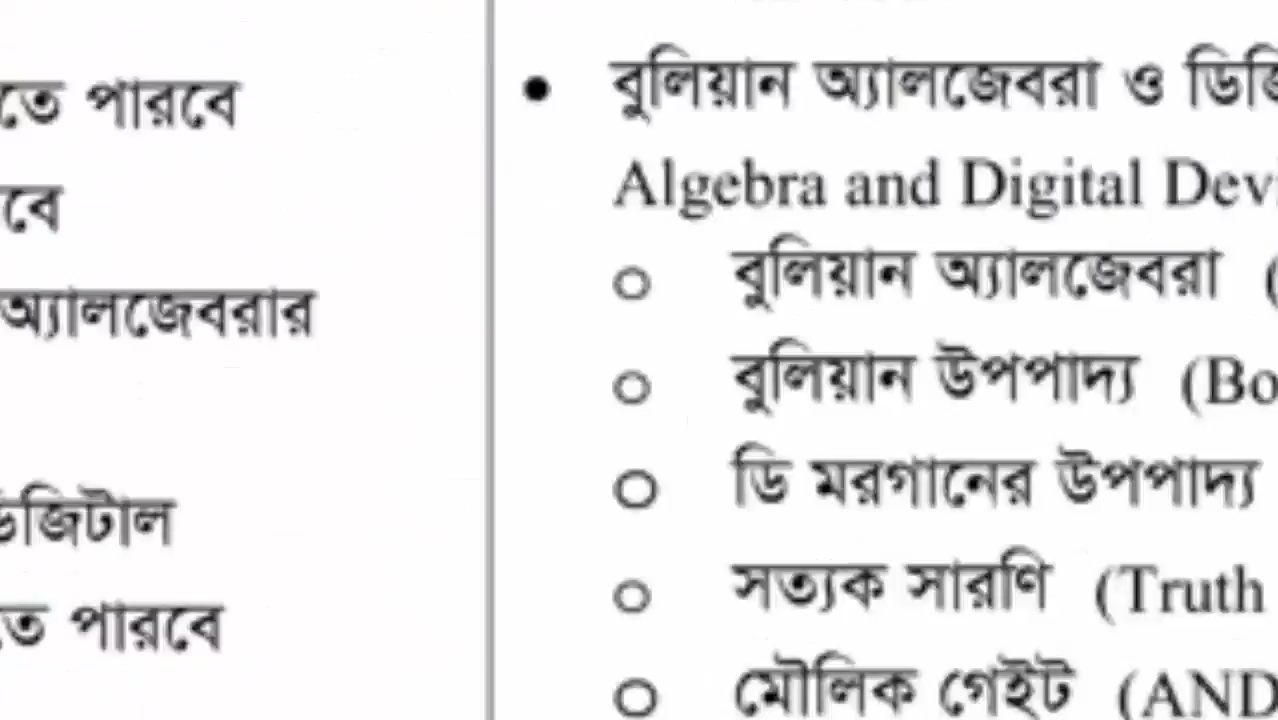 তে পারবে
বে
অ্যালজেবরার
জিটাল
তে পারবে
• বুলিয়ান অ্যালজেবরা ও
Algebra and Digital
o বুলিয়ান অ্যালজেবরা (
o বুলিয়ান উপপাদ্য (Bo
o ডি মরগানের উপপাদ্য
o সত্যক সারণি (Truth
o মৌলিক গেইট (AND